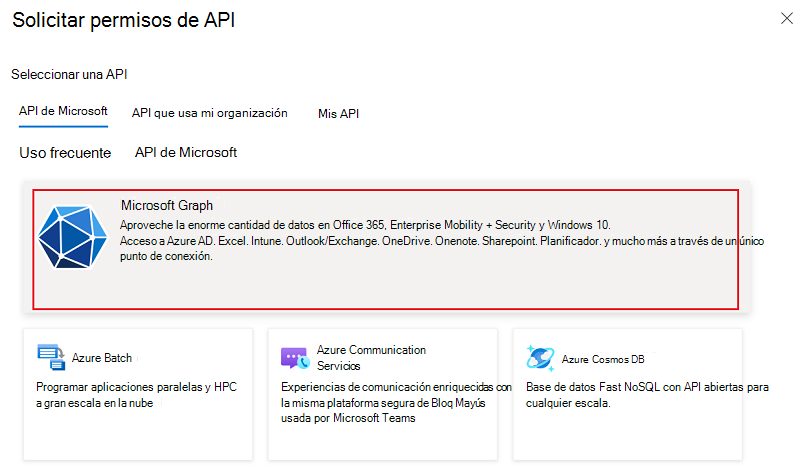 Solicitar permisos de API
Seleccionar una API
API de Microsoft API que usa mi organización Mis API
Uso frecuente API de Microsoft
Microsoft Graph
Aproveche la enorme cantidad de datos en Office 365, Enterprise Mobility + Security y Windows 10.
Acceso a Azure AD. Excel. Intune. Outlook/Exchange. OneDrive. Onenote. Sharepoint. Planificador. y mucho más a través de un único
punto de conexión.
Azure Batch
Programar aplicaciones paralelas y HPC
a gran escala en la nube
Azure Communication
Servicios
Experiencias de comunicación enriquecidas con
la misma plataforma segura de Bloq Mayús
usada por Microsoft Teams
Azure Cosmos DB
Base de datos Fast NoSQL con API abiertas para
cualquier escala.